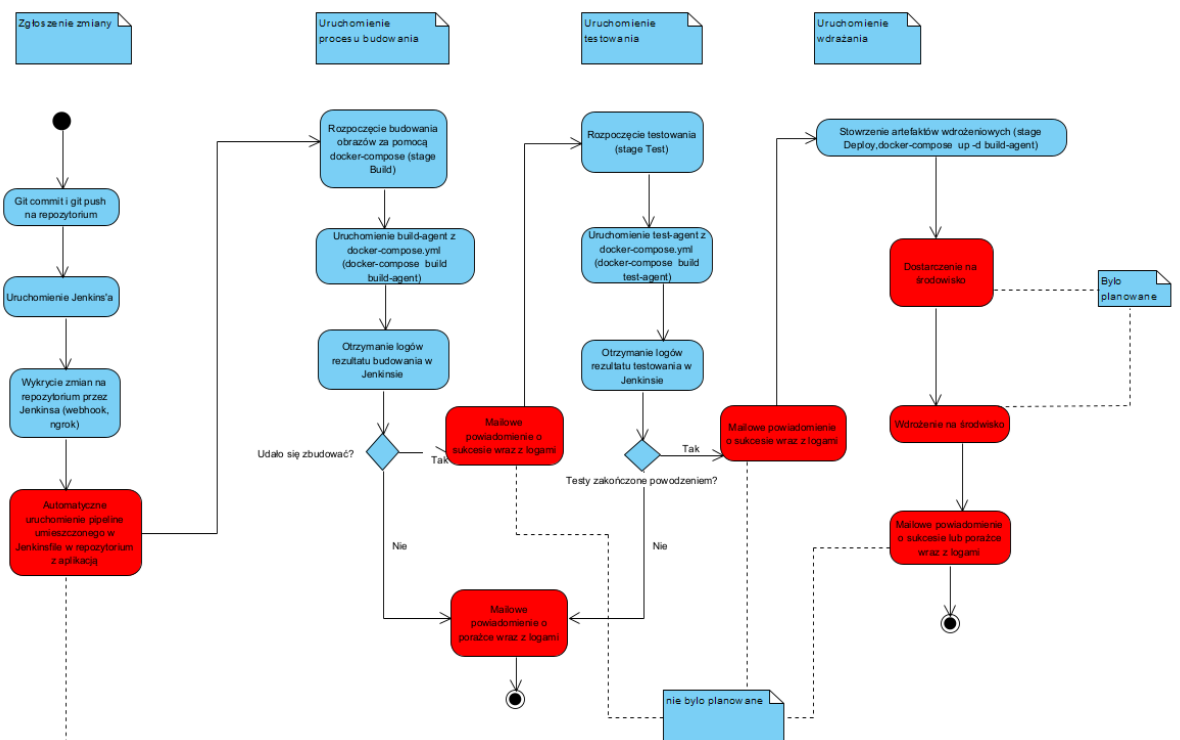 Zgłoszenie zmiany
Uruchomienie
procesu budowania
Uruchomienie
testowania
Uruchomienie
wdrażania
Git commit i git push
na repozytorium
Uruchomienie Jenkins'a
Wykrycie zmian na
repozytorium przez
Jenkinsa (webhook,
ngrok)
Automatyczne
uruchomienie pipeline
umieszczonego w
Jenkinsfile w repozytorium
z aplikacją
Rozpoczęcie budowania
obrazów za pomocą
docker-compose (stage
Build)
Uruchomienie build-agent z
docker-compose.yml
(docker-compose build
build-agent)
Otrzymanie logów
rezultatu budowania w
Jenkinsie
Udało się zbudować?
Tak
Nie
Mailowe
powiadomienie o
sukcesie wraz z logami
Rozpoczęcie testowania
(stage Test)
Uruchomienie test-agent z
docker-compose.yml
(docker-compose build
test-agent)
Otrzymanie logów
rezultatu testowania w
Jenkinsie
Testy zakończone powodzeniem?
Tak
Nie
Mailowe powiadomienie
o sukcesie wraz z logami
Mailowe
powiadomienie o
porażce wraz z logami
Stowrzenie artefaktów wdrożeniowych (stage
Deploy,docker-compose up -d build-agent)
Dostarczenie na
środowisko
Było
planowane
Wdrożenie na środwisko
Mailowe powiadomienie
o sukcesie lub porażce
wraz z logami
nie było planowane